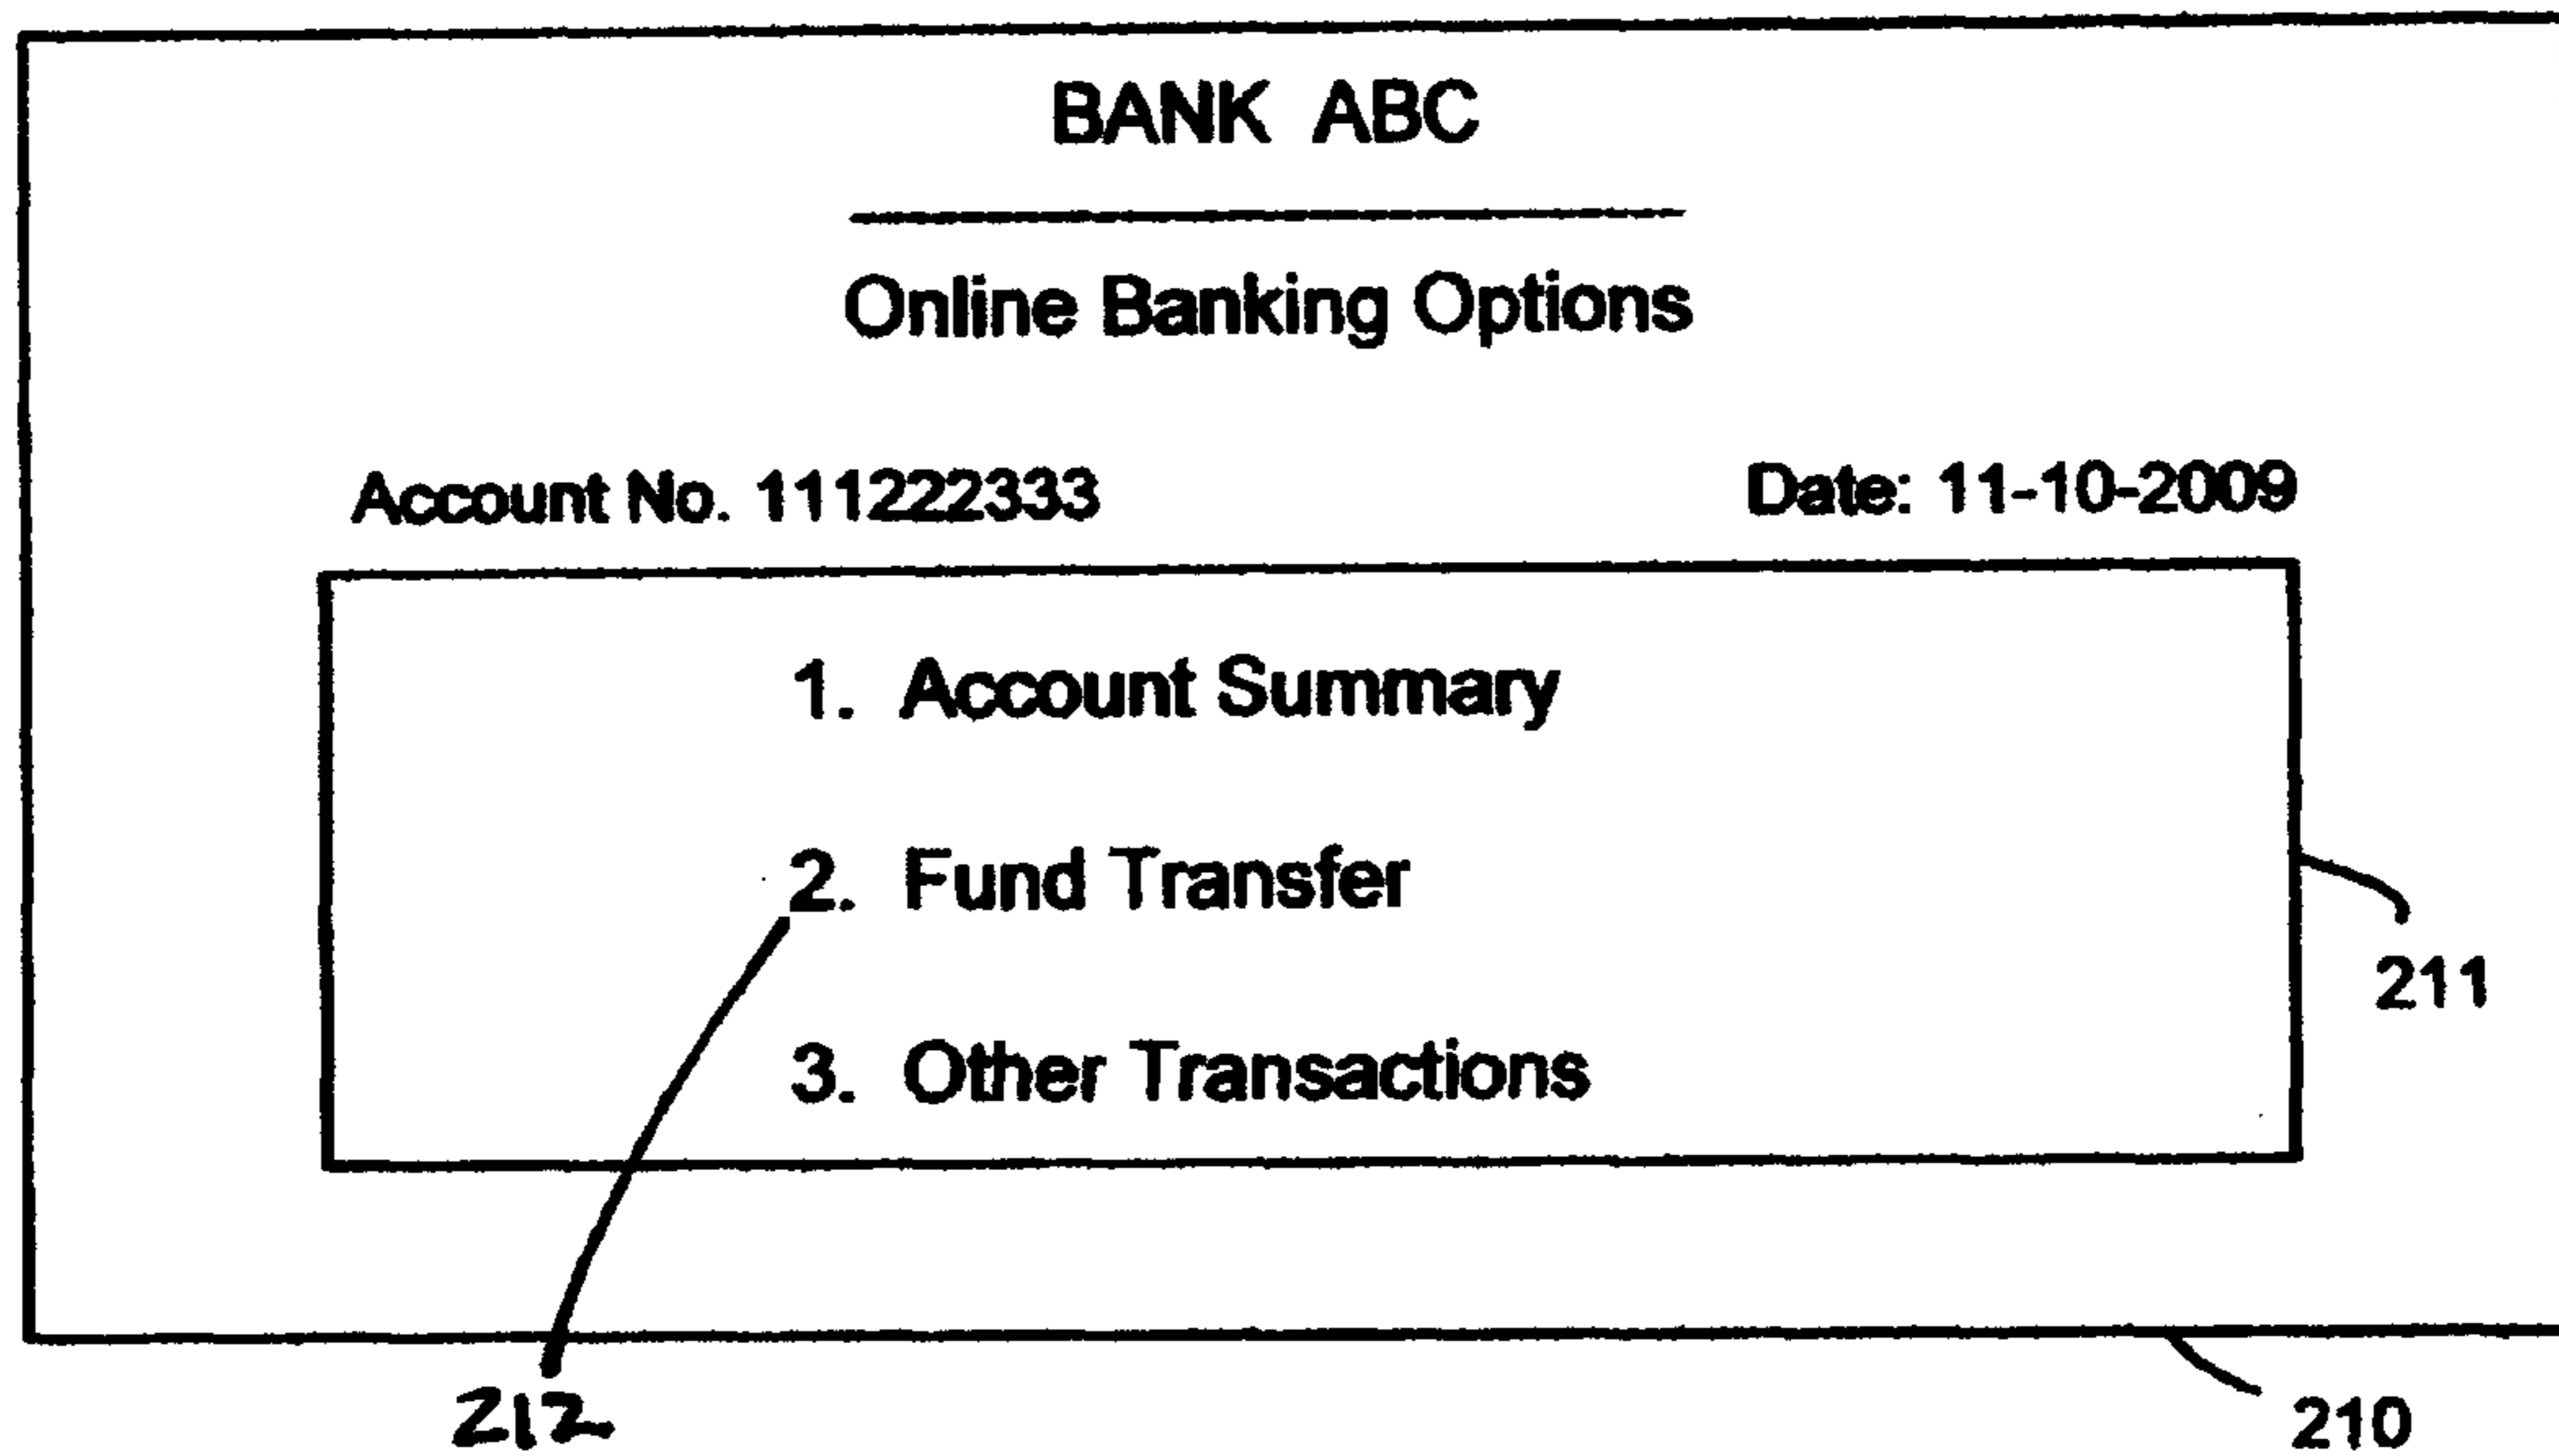 BANK ABC
Online Banking Options
Account No. 111222333
Date: 11-10-2009
1. Account Summary
2. Fund Transfer
211
3. Other Transactions
212
210